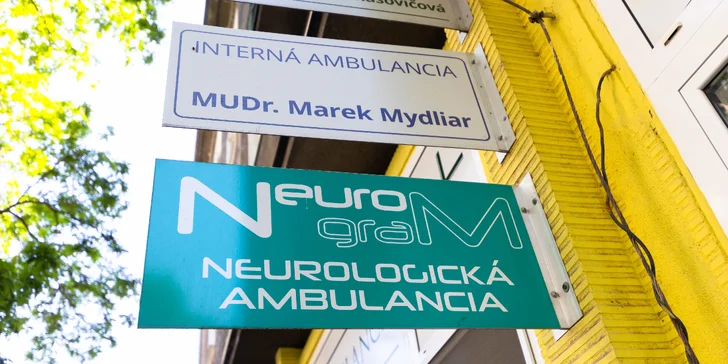 INTERNÁ AMBULANCIA
MUDr. Marek Mydliar
Neuro
graM
NEUROLOGICKÁ
AMBULANCIA